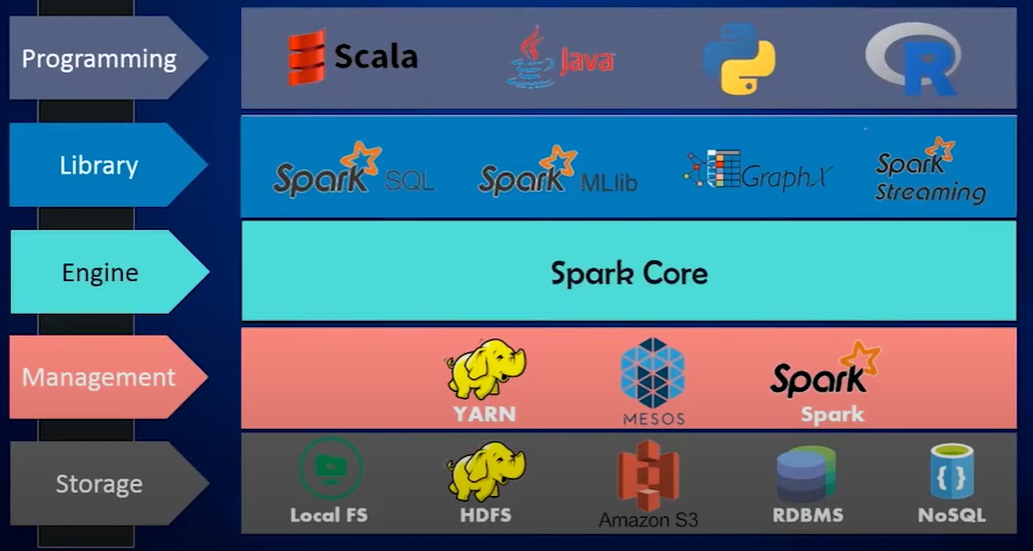 Programming
Scala
Java
R
Library
Spark SQL
Spark MLlib
GraphX
Spark
Streaming
Engine
Spark Core
Management
YARN
MESOS
Spark
Spark
Storage
Local FS
HDFS
Amazon S3
RDBMS
{ }
NoSQL